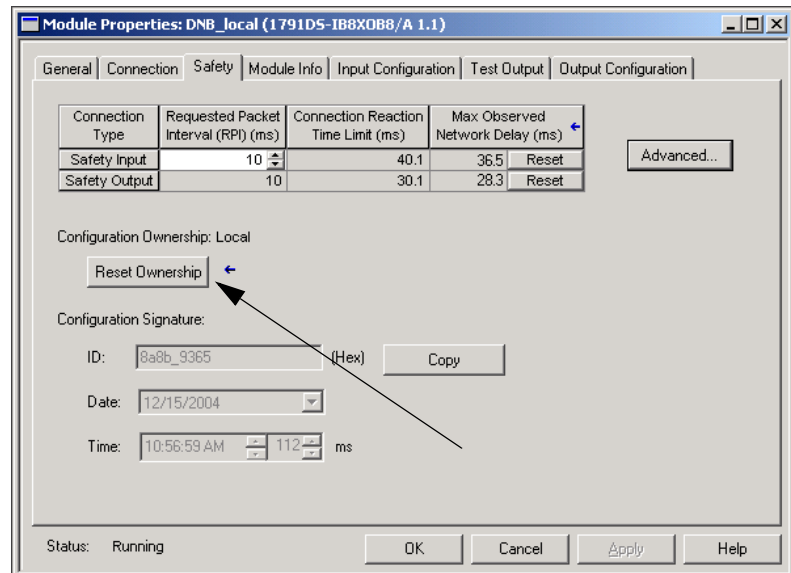 Module Properties: DNB_local (1791DS-IB8XOB8/A 1.1)
General Connection Safety Module Info Input Configuration Test Output Output Configuration
Connection Type Requested Packet Interval (RPI) (ms) Connection Reaction Time Limit (ms) Max Observed Network Delay (ms)
Safety Input 10 40.1 36.5 Reset
Safety Output 10 30.1 28.3 Reset
Advanced...
Configuration Ownership: Local
Reset Ownership
Configuration Signature:
ID: 8a8b_9365 (Hex) Copy
Date: 12/15/2004
Time: 10:56:59 AM 112 ms
Status: Running OK Cancel Apply Help